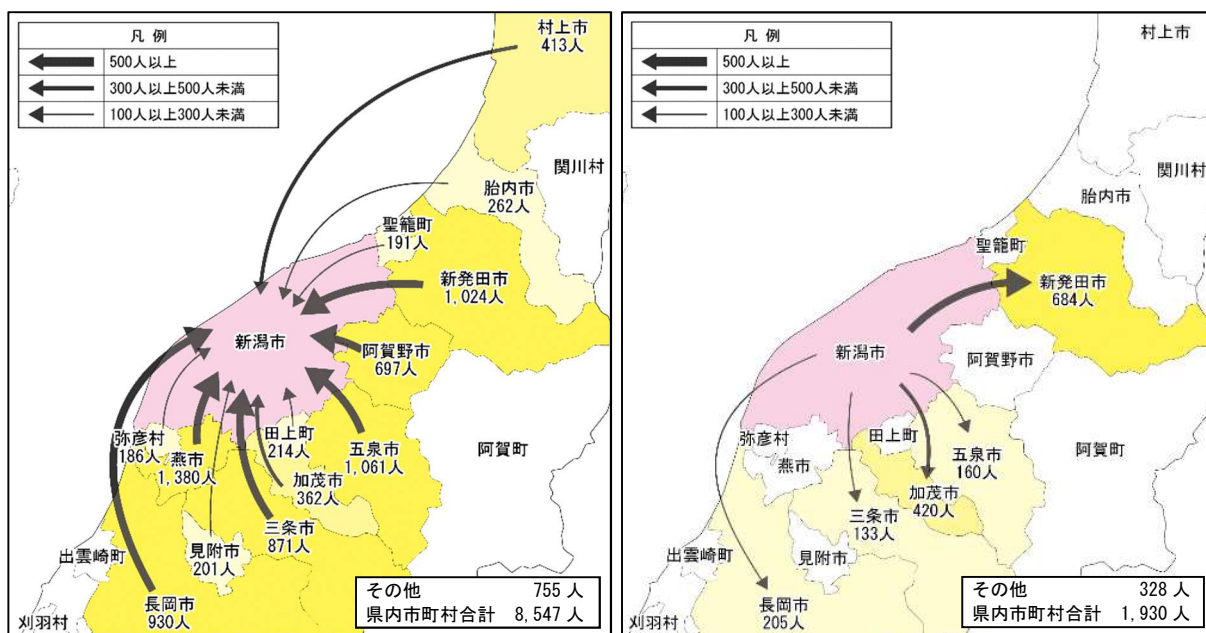 凡 例
500人以上
300人以上500人未満
100人以上300人未満
村上市
413人
関川村
胎内市
262人
聖籠町
191人
新発田市
1,024人
新潟市
阿賀野市
697人
弥彦村
186人
燕市
1,380人
田上町
214人
五泉市
1,061人
阿賀町
加茂市
362人
三条市
871人
見附市
201人
出雲崎町
長岡市
930人
刈羽村
その他 755 人
県内市町村合計 8,547 人
凡 例
500人以上
300人以上500人未満
100人以上300人未満
村上市
関川村
胎内市
聖籠町
新発田市
684人
新潟市
阿賀野市
弥彦村
燕市
田上町
五泉市
160人
阿賀町
加茂市
420人
三条市
133人
見附市
出雲崎町
長岡市
205人
刈羽村
その他 328 人
県内市町村合計 1,930 人